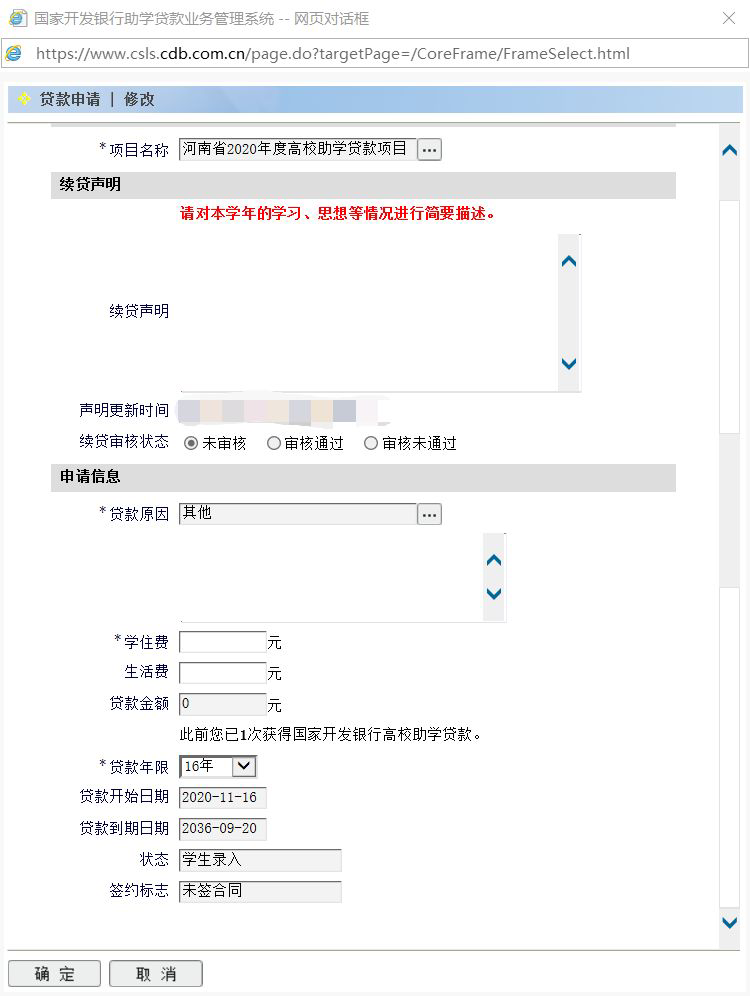 国家开发银行助学贷款业务管理系统 -- 网页对话框
https://www.csls.cdb.com.cn/page.do?targetPage=/CoreFrame/FrameSelect.html
贷款申请 | 修改
*项目名称 河南省2020年度高校助学贷款项目 ...
续贷声明
请对本学年的学习、思想等情况进行简要描述。
续贷声明
声明更新时间
续贷审核状态 未审核 审核通过 审核未通过
申请信息
*贷款原因 其他 ...
*学住费 元
生活费 元
贷款金额 0 元
此前您已1次获得国家开发银行高校助学贷款。
*贷款年限 16年
贷款开始日期 2020-11-16
贷款到期日期 2036-09-20
状态 学生录入
签约标志 未签合同
确 定 取 消